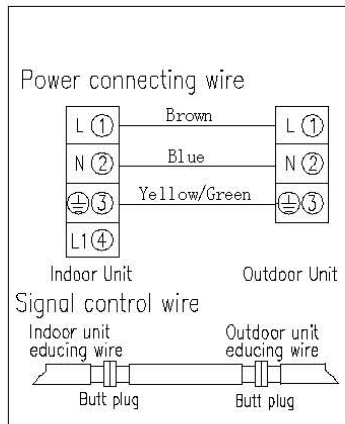 Power connecting wire
L ① Brown L ①
N ② Blue N ②
③ Yellow/Green ③
L1 ④
Indoor Unit Outdoor Unit
Signal control wire
Indoor unit Outdoor unit
educing wire educing wire
Butt plug Butt plug